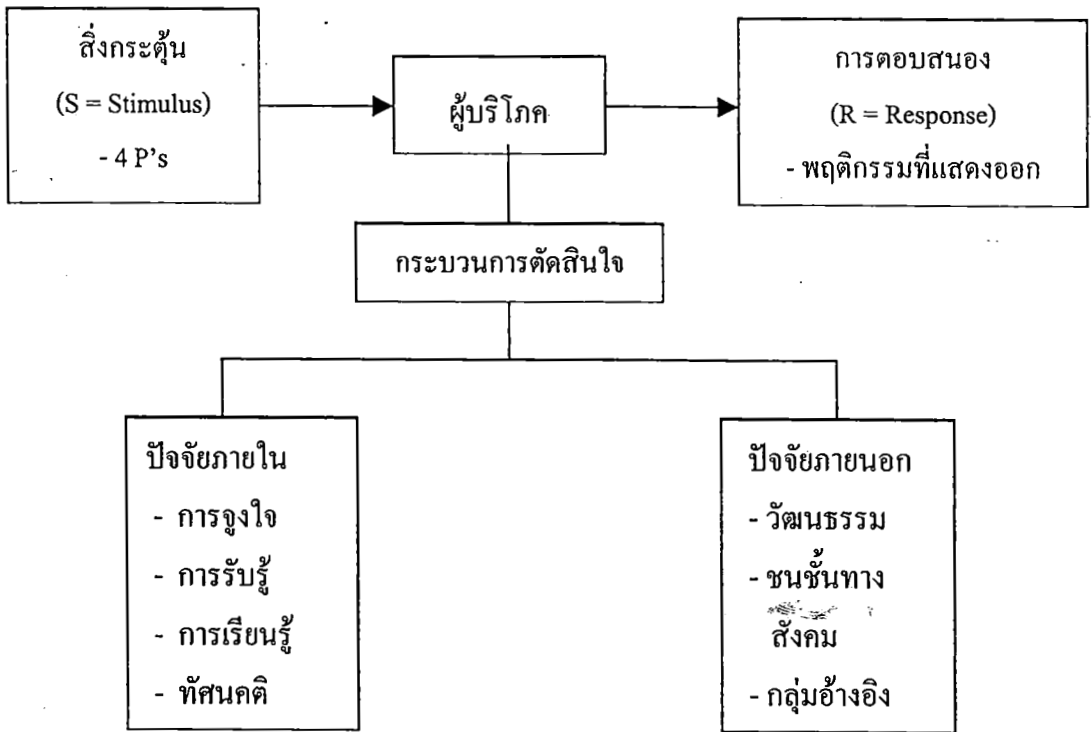 สิ่งกระตุ้น
(S = Stimulus)
- 4 P's
ผู้บริโภค
การตอบสนอง
(R = Response)
- พฤติกรรมที่แสดงออก
กระบวนการตัดสินใจ
ปัจจัยภายใน
- การจูงใจ
- การรับรู้
- การเรียนรู้
- ทัศนคติ
ปัจจัยภายนอก
- วัฒนธรรม
- ชนชั้นทาง
สังคม
- กลุ่มอ้างอิง